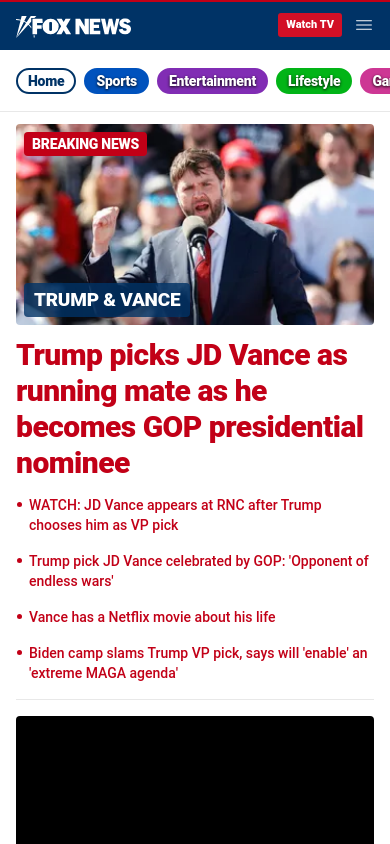 FOX NEWS
Watch TV
Home
Sports
Entertainment
Lifestyle
BREAKING NEWS
TRUMP & VANCE
Trump picks JD Vance as
running mate as he
becomes GOP presidential
nominee
• WATCH: JD Vance appears at RNC after Trump
chooses him as VP pick
• Trump pick JD Vance celebrated by GOP: 'Opponent of
endless wars'
• Vance has a Netflix movie about his life
• Biden camp slams Trump VP pick, says will 'enable' an
'extreme MAGA agenda'